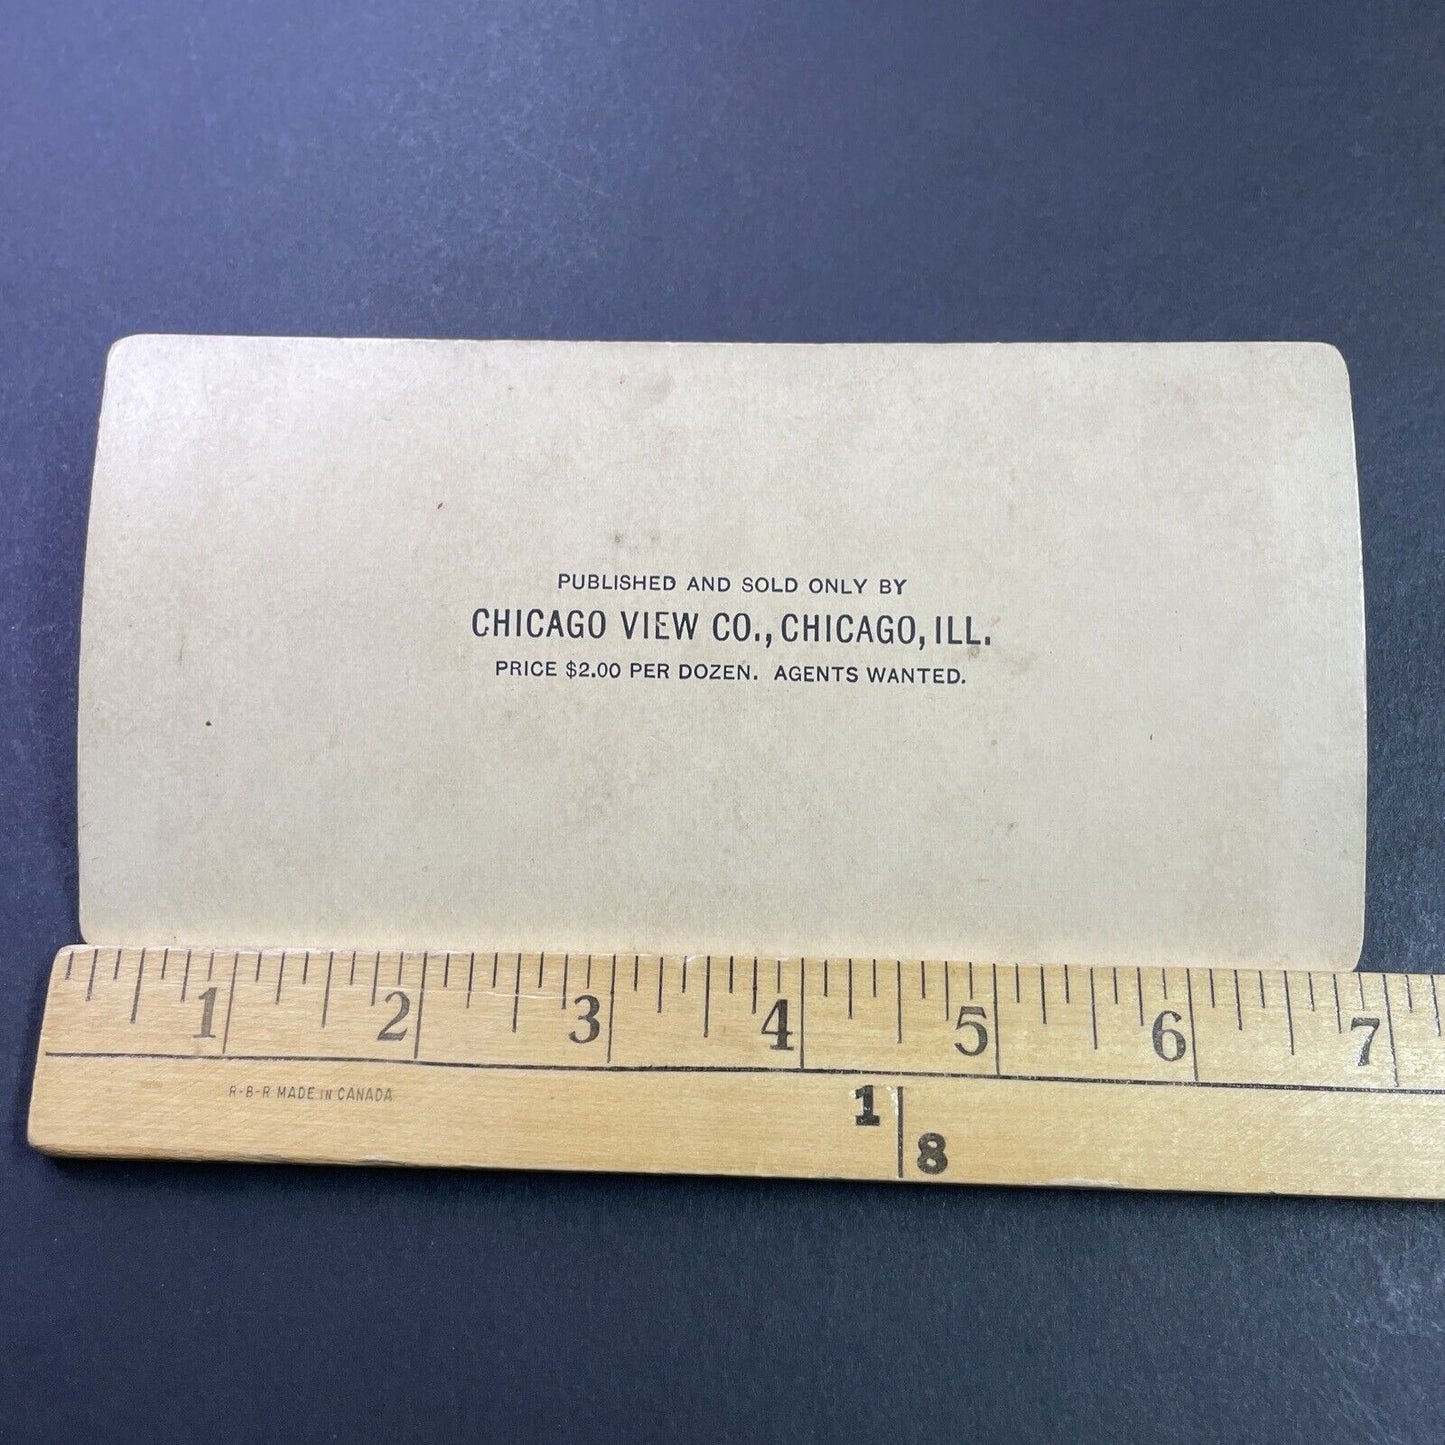 PUBLISHED AND SOLD ONLY BY
CHICAGO VIEW CO., CHICAGO, ILL.
PRICE $2.00 PER DOZEN. AGENTS WANTED.
1 2 3 4 5 6 7
R-B-R MADE IN CANADA
1
8